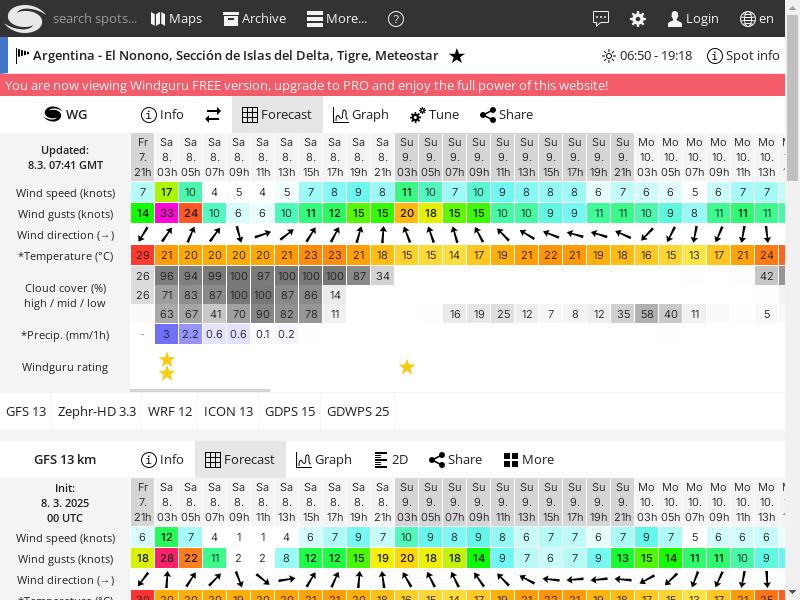 search spots... Maps Archive More... ? Login en
Argentina - El Nonono, Sección de Islas del Delta, Tigre, Meteostar ★ 06:50 - 19:18 Spot info
You are now viewing Windguru FREE version, upgrade to PRO and enjoy the full power of this website!
WG Info Forecast Graph Tune Share
Updated:
8.3. 07:41 GMT
Fr Sa Sa Sa Sa Sa Sa Sa Sa Sa Sa Su Su Su Su Su Su Su Su Su Su Mo Mo Mo Mo Mo Mo
7. 8. 8. 8. 8. 8. 8. 8. 8. 8. 8. 9. 9. 9. 9. 9. 9. 9. 9. 9. 9. 10. 10. 10. 10. 10. 10.
21h 03h 05h 07h 09h 11h 13h 15h 17h 19h 21h 03h 05h 07h 09h 11h 13h 15h 17h 19h 21h 03h 05h 07h 09h 11h 13h
Wind speed (knots) 7 17 10 4 5 4 5 7 8 9 8 11 10 7 10 9 8 8 8 6 7 6 6 5 6 7 7
Wind gusts (knots) 14 33 24 10 6 6 10 11 12 15 15 20 18 15 15 10 10 9 9 11 11 10 9 8 11 11 11
Wind direction (→)
*Temperature (°C) 29 21 20 20 20 20 21 23 23 21 18 15 15 14 17 19 21 22 21 19 18 16 15 13 17 21 24
Cloud cover (%)
high / mid / low
26 96 94 99 100 97 100 100 100 87 34 42
26 71 83 87 100 100 87 86 14
63 67 41 70 90 82 78 11 16 19 25 12 7 8 12 35 58 40 11 5
*Precip. (mm/1h) - 3 2.2 0.6 0.6 0.1 0.2
Windguru rating
GFS 13 Zephr-HD 3.3 WRF 12 ICON 13 GDPS 15 GDWPS 25
GFS 13 km Info Forecast Graph 2D Share More
Init:
8. 3. 2025
00 UTC
Fr Sa Sa Sa Sa Sa Sa Sa Sa Sa Sa Su Su Su Su Su Su Su Su Su Su Mo Mo Mo Mo Mo Mo
7. 8. 8. 8. 8. 8. 8. 8. 8. 8. 8. 9. 9. 9. 9. 9. 9. 9. 9. 9. 9. 10. 10. 10. 10. 10. 10.
21h 03h 05h 07h 09h 11h 13h 15h 17h 19h 21h 03h 05h 07h 09h 11h 13h 15h 17h 19h 21h 03h 05h 07h 09h 11h 13h
Wind speed (knots) 6 12 7 4 1 1 4 6 7 9 7 10 9 8 9 8 6 7 7 6 7 9 7 5 6 6 6
Wind gusts (knots) 18 28 22 11 2 2 8 12 12 15 19 20 18 18 14 9 7 6 7 9 13 15 14 11 11 10 9
Wind direction (→)